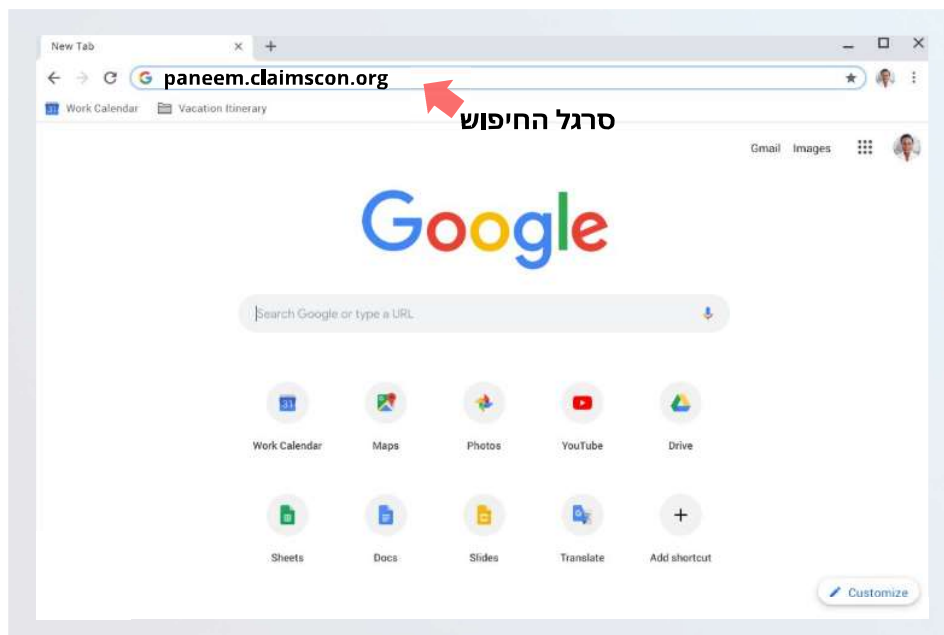 New Tab
paneem.claimscon.org
Work Calendar Vacation Itinerary
סרגל החיפוש
Gmail Images
Google
Search Google or type a URL
31
Work Calendar Maps Photos YouTube Drive
Sheets Docs Slides Translate Add shortcut
Customize